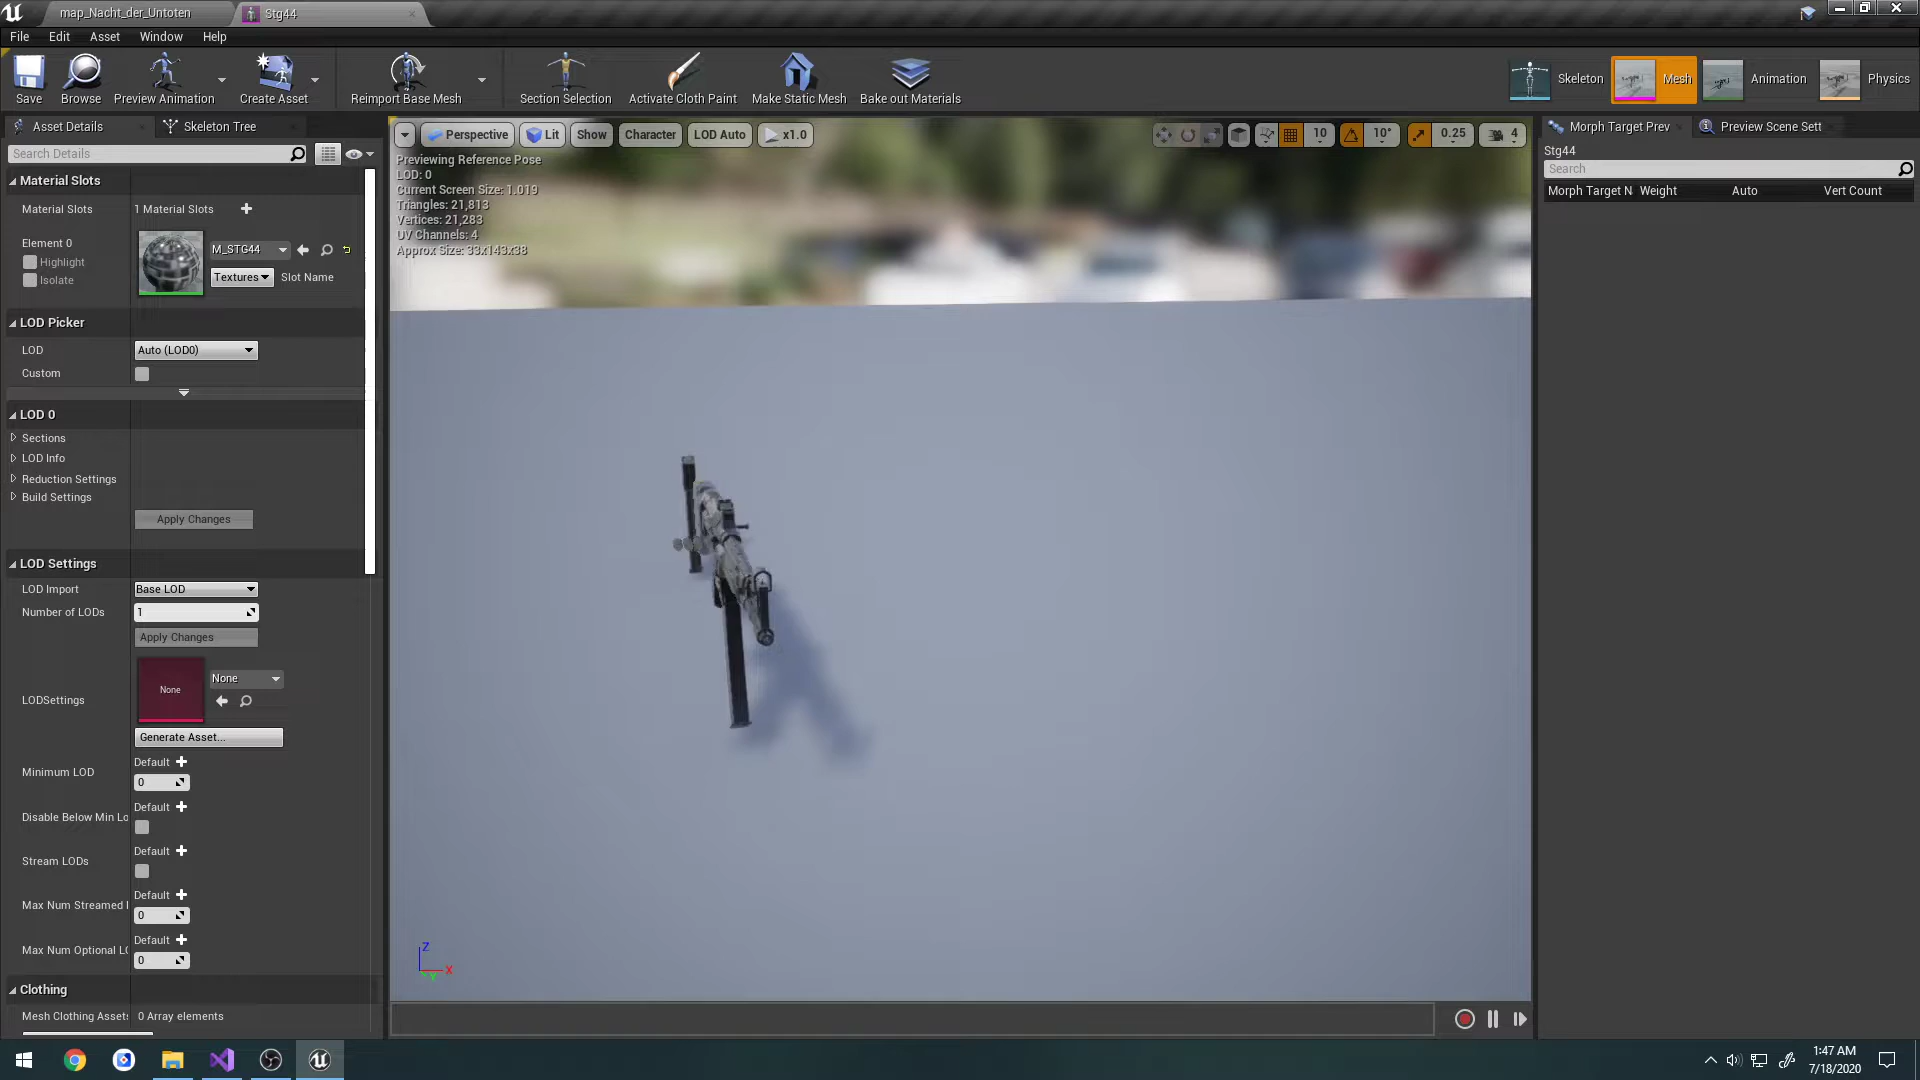 map_Nacht_der_Untoten
Stg44
File Edit Asset Window Help
Save
Browse
Preview Animation
Create Asset
Reimport Base Mesh
Section Selection
Activate Cloth Paint
Make Static Mesh
Bake out Materials
Skeleton
Mesh
Animation
Physics
Asset Details
Skeleton Tree
Search Details
Material Slots
Material Slots 1 Material Slots
Element 0
Highlight
Isolate
M_STG44
Textures Slot Name
LOD Picker
LOD Auto (LOD0)
Custom
LOD 0
Sections
LOD Info
Reduction Settings
Build Settings
Apply Changes
LOD Settings
LOD Import Base LOD
Number of LODs 1
Apply Changes
LODSettings
None
None
Generate Asset...
Minimum LOD
Default
0
Disable Below Min Lo
Default
Stream LODs
Default
Max Num Streamed
Default
0
Max Num Optional LO
Default
0
Clothing
Mesh Clothing Assets 0 Array elements
Perspective Lit Show Character LOD Auto x1.0
10 10° 0.25 4
Previewing Reference Pose
LOD: 0
Current Screen Size: 1.019
Triangles: 21,813
Vertices: 21,283
UV Channels: 4
Approx Size: 33x143x38
Z
X
Y
Morph Target Prev
Preview Scene Sett
Stg44
Search
Morph Target N Weight Auto Vert Count
1:47 AM
7/18/2020